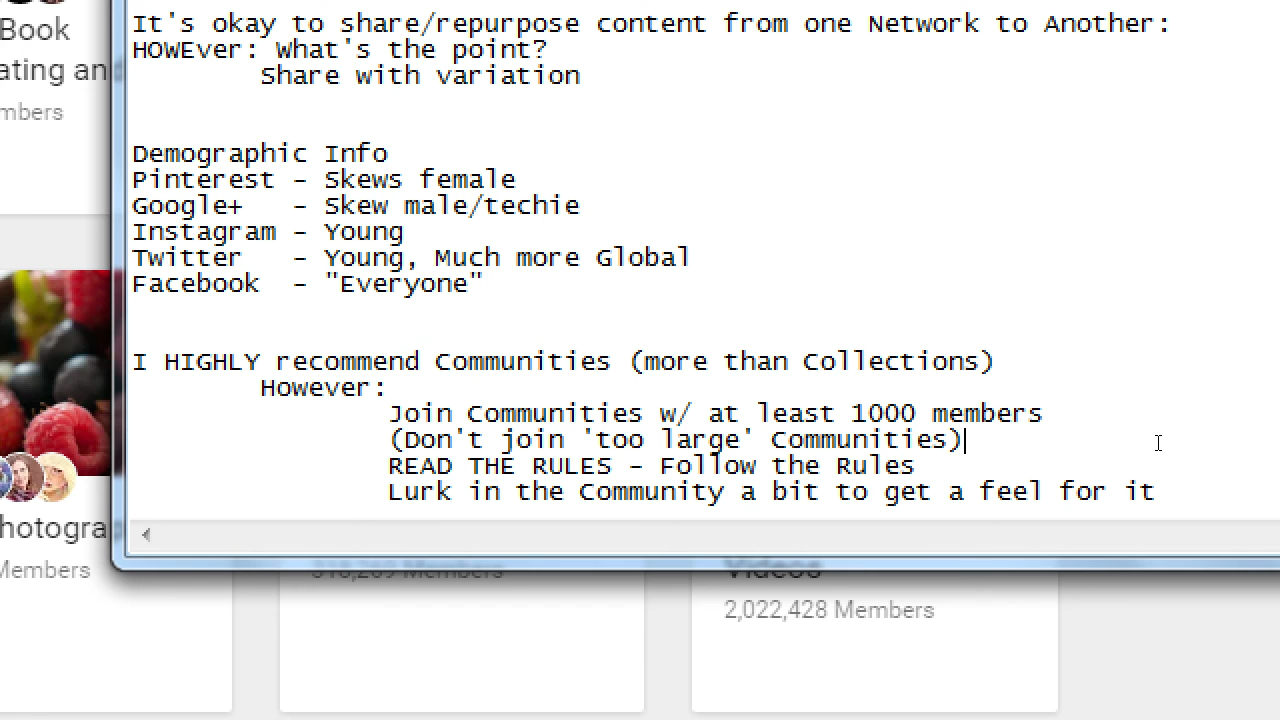 Book
ating an
mbers
It's okay to share/repurpose content from one Network to Another:
HOWEver: What's the point?
Share with variation
Demographic Info
Pinterest - Skews female
Google+ - Skew male/techie
Instagram - Young
Twitter - Young, Much more Global
Facebook - "Everyone"
I HIGHLY recommend Communities (more than Collections)
However:
Join Communities w/ at least 1000 members
(Don't join 'too large' Communities)
READ THE RULES - Follow the Rules
Lurk in the Community a bit to get a feel for it
hotogra
Members
318,269 Members
Videos
2,022,428 Members